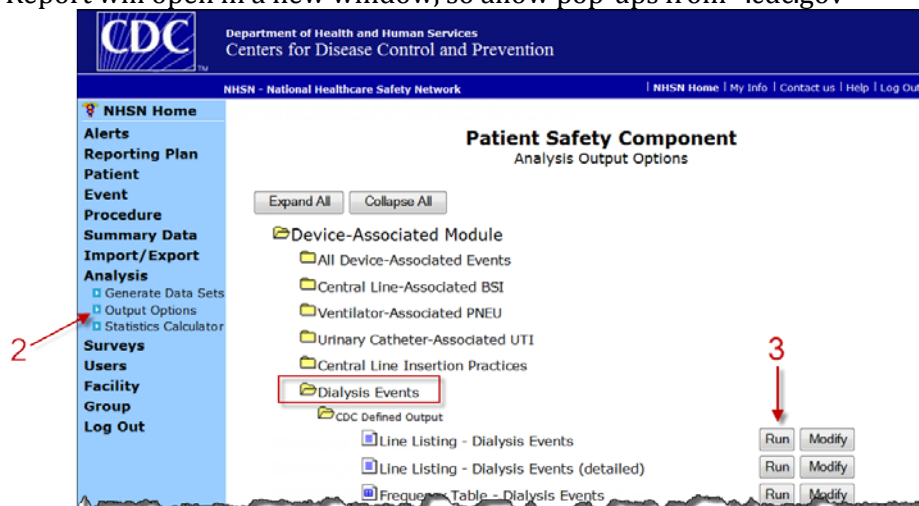 Report will open in a new window, so allow pop-ups from *.cdc.gov
CDC
TM
Department of Health and Human Services
Centers for Disease Control and Prevention
NHSN - National Healthcare Safety Network
| NHSN Home | My Info | Contact us | Help | Log Out
NHSN Home
Alerts
Reporting Plan
Patient
Event
Procedure
Summary Data
Import/Export
Analysis
Generate Data Sets
Output Options
Statistics Calculator
Surveys
Users
Facility
Group
Log Out
2
Patient Safety Component
Analysis Output Options
Expand All Collapse All
Device-Associated Module
All Device-Associated Events
Central Line-Associated BSI
Ventilator-Associated PNEU
Urinary Catheter-Associated UTI
Central Line Insertion Practices
3
Dialysis Events
CDC Defined Output
Line Listing - Dialysis Events Run Modify
Line Listing - Dialysis Events (detailed) Run Modify
Frequency Table - Dialysis Events Run Modify